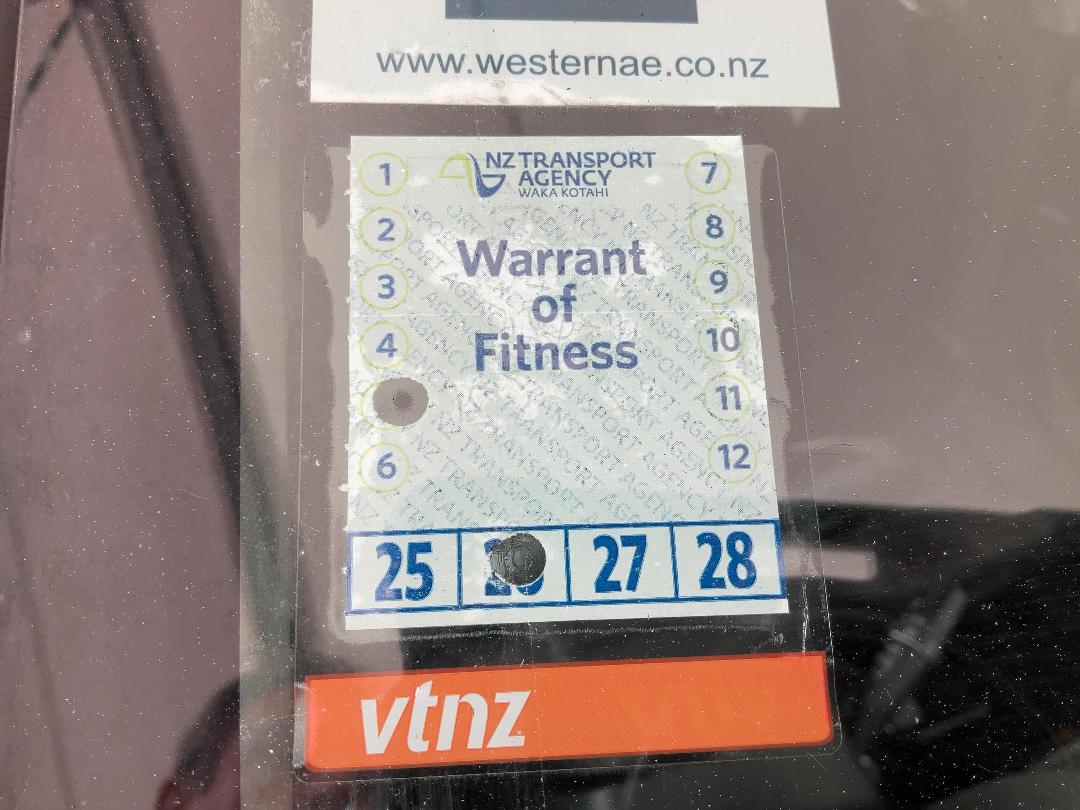 www.westernae.co.nz
1
NZ TRANSPORT
AGENCY
WAKA KOTAHI
7
2
8
Warrant
of
Fitness
3
9
4
10
11
6
12
25
27
28
vtnz